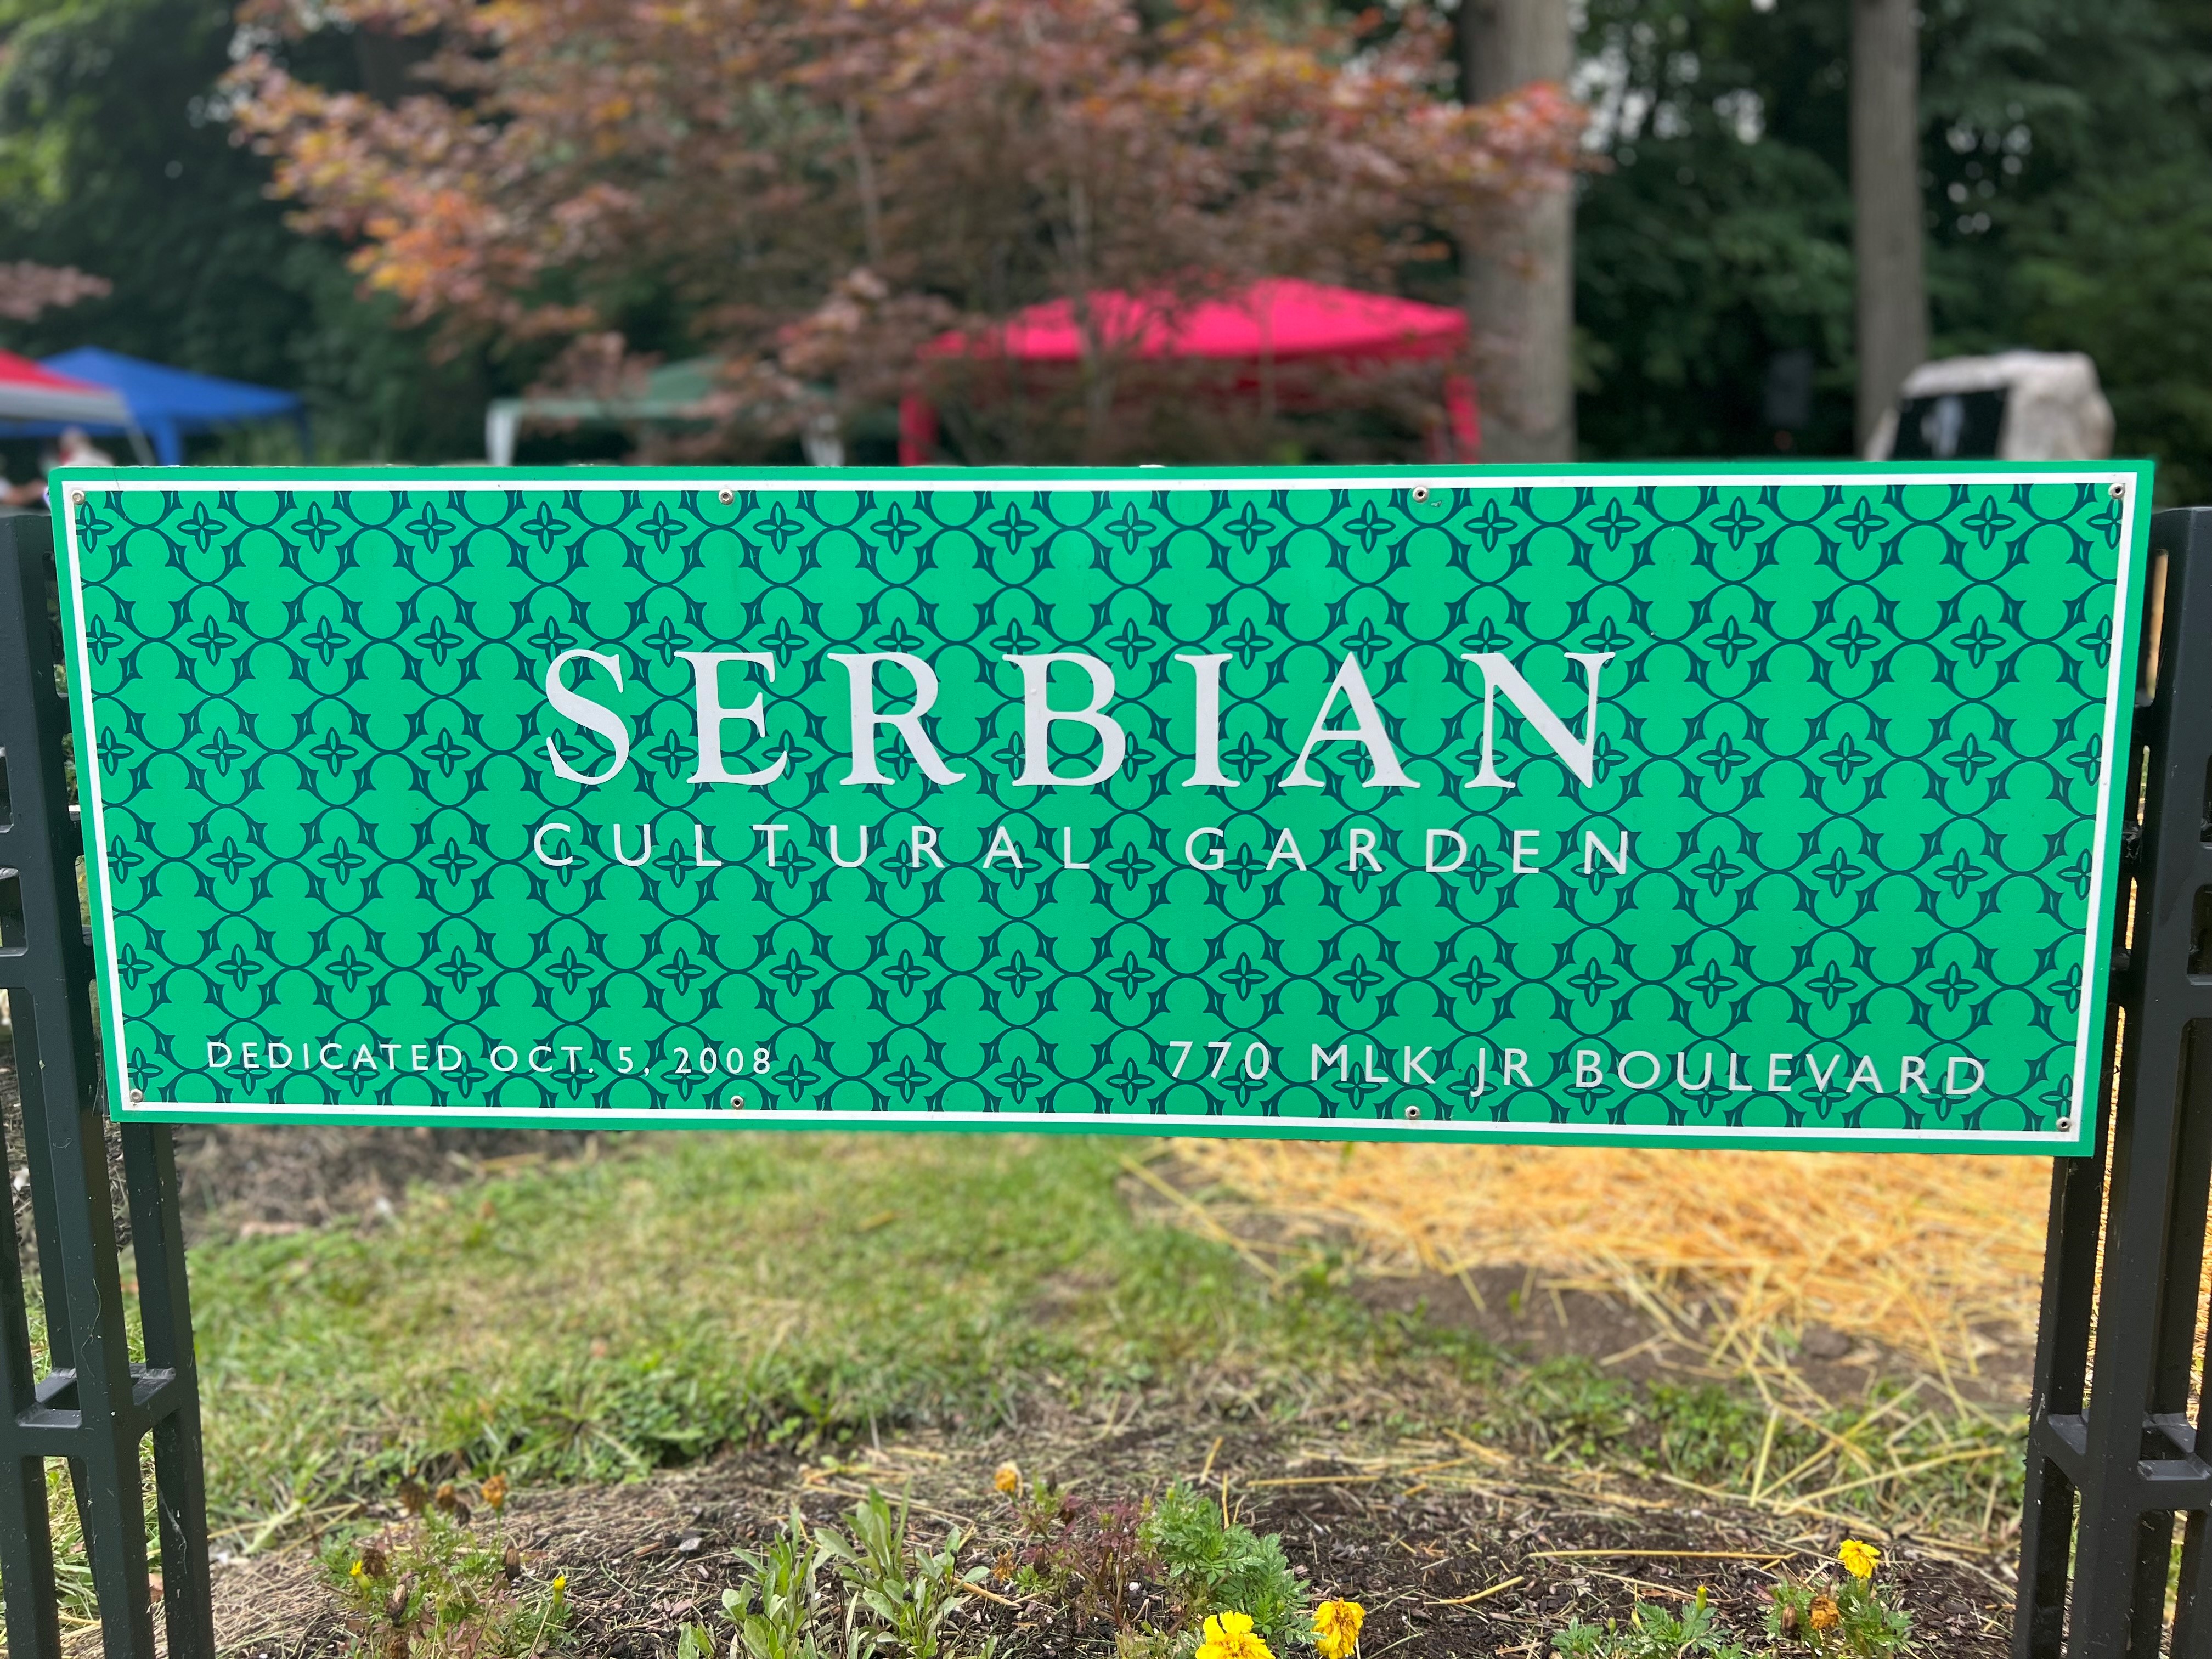 SERBIAN
CULTURAL GARDEN
DEDICATED OCT. 5, 2008
770 MLK JR BOULEVARD